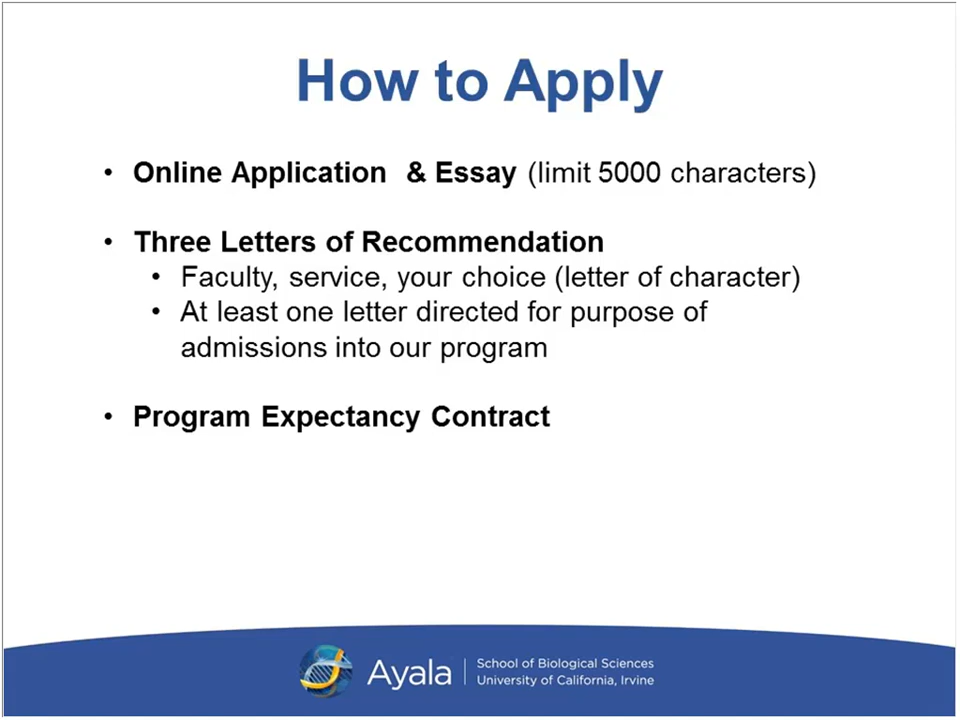 How to Apply
• Online Application & Essay (limit 5000 characters)
• Three Letters of Recommendation
• Faculty, service, your choice (letter of character)
• At least one letter directed for purpose of
admissions into our program
• Program Expectancy Contract
Ayala
School of Biological Sciences
University of California, Irvine